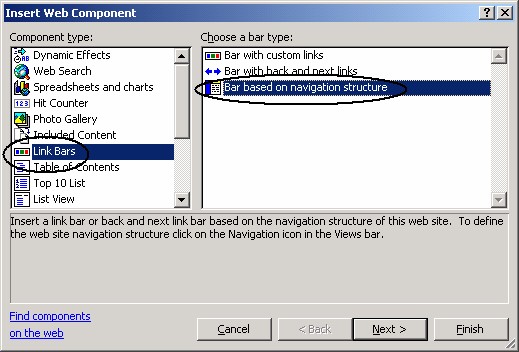 Insert Web Component
Component type:
Dynamic Effects
Web Search
Spreadsheets and charts
123 Hit Counter
Photo Gallery
Included Content
Link Bars
Table of Contents
Top 10 List
List View
Choose a bar type:
Bar with custom links
Bar with back and next links
Bar based on navigation structure
Insert a link bar or back and next link bar based on the navigation structure of this web site.  To define
the web site navigation structure click on the Navigation icon in the Views bar.
Find components
on the web
Cancel
< Back
Next >
Finish